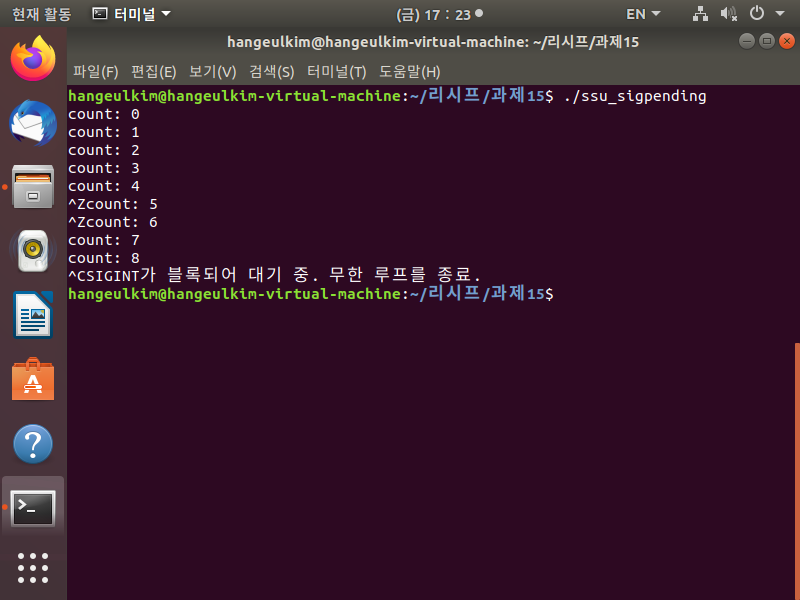 현재 활동 터미널 (금) 17 : 23 EN
hangeulkim@hangeulkim-virtual-machine: ~/리시프/과제15
파일(F) 편집(E) 보기(V) 검색(S) 터미널(T) 도움말(H)
hangeulkim@hangeulkim-virtual-machine:~/리시프/과제15$ ./ssu_sigpending
count: 0
count: 1
count: 2
count: 3
count: 4
^Zcount: 5
^Zcount: 6
count: 7
count: 8
^CSIGINT가 블록되어 대기 중. 무한 루프를 종료.
hangeulkim@hangeulkim-virtual-machine:~/리시프/과제15$